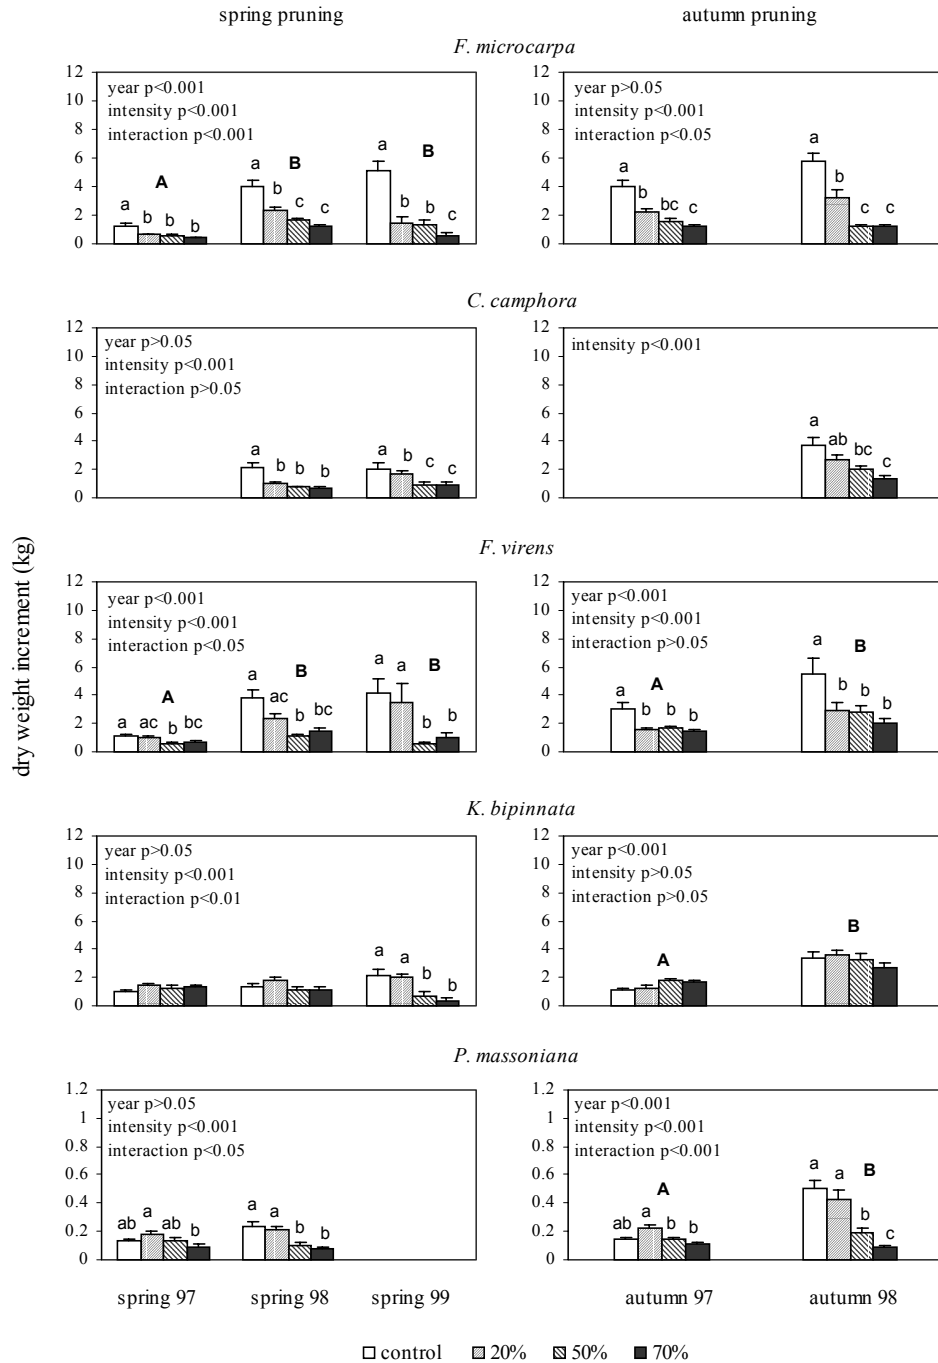 spring pruning autumn pruning
F. microcarpa
12 10 8 6 4 2 0
year p<0.001
intensity p<0.001
interaction p<0.001
A
a b b b
B
a b c c
B
a b b c
12 10 8 6 4 2 0
year p>0.05
intensity p<0.001
interaction p<0.05
a b bc c
a b c c
C. camphora
12 10 8 6 4 2 0
year p>0.05
intensity p<0.001
interaction p>0.05
a b b b
a b c c
12 10 8 6 4 2 0
intensity p<0.001
a ab bc c
dry weight increment (kg)
F. virens
12 10 8 6 4 2 0
year p<0.001
intensity p<0.001
interaction p<0.05
A
a ac b bc
B
a ac b bc
B
a a b b
12 10 8 6 4 2 0
year p<0.001
intensity p<0.001
interaction p>0.05
A
a b b b
B
a b b b
K. bipinnata
12 10 8 6 4 2 0
year p>0.05
intensity p<0.001
interaction p<0.01
a a b b
12 10 8 6 4 2 0
year p<0.001
intensity p>0.05
interaction p>0.05
A
B
P. massoniana
1.2 1 0.8 0.6 0.4 0.2 0
year p>0.05
intensity p<0.001
interaction p<0.05
ab a ab b
a a b b
1.2 1 0.8 0.6 0.4 0.2 0
year p<0.001
intensity p<0.001
interaction p<0.001
A
ab a b b
B
a a b c
spring 97 spring 98 spring 99 autumn 97 autumn 98
control 20% 50% 70%